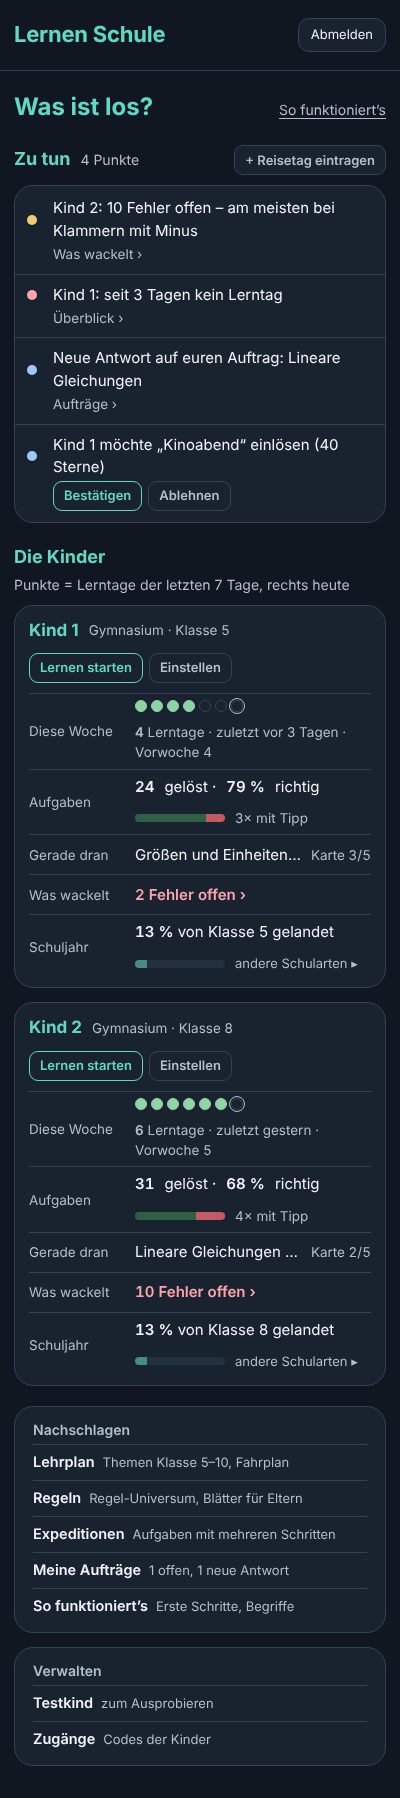 Lernen Schule
Abmelden
Was ist los?
So funktioniert’s
Zu tun 4 Punkte
+ Reisetag eintragen
Kind 2: 10 Fehler offen – am meisten bei
Klammern mit Minus
Was wackelt ›
Kind 1: seit 3 Tagen kein Lerntag
Überblick ›
Neue Antwort auf euren Auftrag: Lineare
Gleichungen
Aufträge ›
Kind 1 möchte „Kinoabend“ einlösen (40
Sterne)
Bestätigen Ablehnen
Die Kinder
Punkte = Lerntage der letzten 7 Tage, rechts heute
Kind 1 Gymnasium · Klasse 5
Lernen starten Einstellen
Diese Woche
4 Lerntage · zuletzt vor 3 Tagen ·
Vorwoche 4
Aufgaben
24 gelöst · 79 % richtig
3× mit Tipp
Gerade dran Größen und Einheiten… Karte 3/5
Was wackelt 2 Fehler offen ›
Schuljahr
13 % von Klasse 5 gelandet
andere Schularten ▸
Kind 2 Gymnasium · Klasse 8
Lernen starten Einstellen
Diese Woche
6 Lerntage · zuletzt gestern ·
Vorwoche 5
Aufgaben
31 gelöst · 68 % richtig
4× mit Tipp
Gerade dran Lineare Gleichungen … Karte 2/5
Was wackelt 10 Fehler offen ›
Schuljahr
13 % von Klasse 8 gelandet
andere Schularten ▸
Nachschlagen
Lehrplan Themen Klasse 5–10, Fahrplan
Regeln Regel-Universum, Blätter für Eltern
Expeditionen Aufgaben mit mehreren Schritten
Meine Aufträge 1 offen, 1 neue Antwort
So funktioniert’s Erste Schritte, Begriffe
Verwalten
Testkind zum Ausprobieren
Zugänge Codes der Kinder